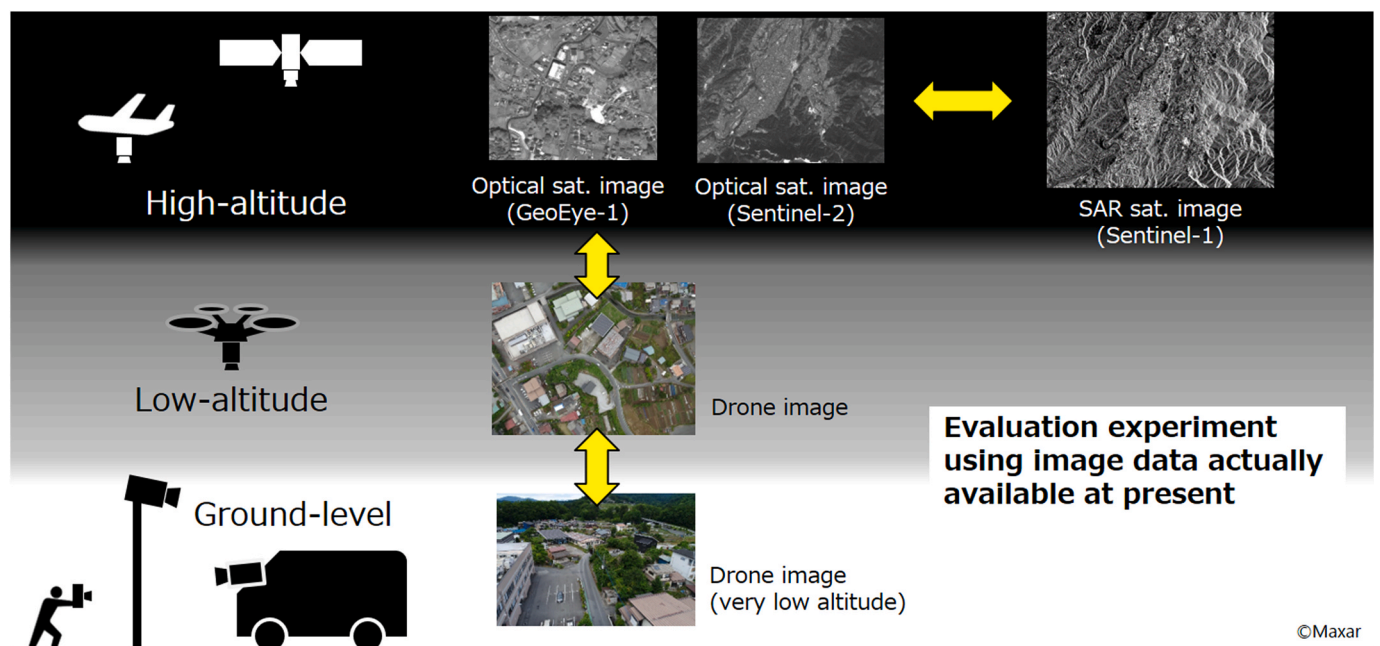 High-altitude
Optical sat. image
(GeoEye-1)
Optical sat. image
(Sentinel-2)
SAR sat. image
(Sentinel-1)
Low-altitude
Drone image
Evaluation experiment
using image data actually
available at present
Ground-level
Drone image
(very low altitude)
©Maxar